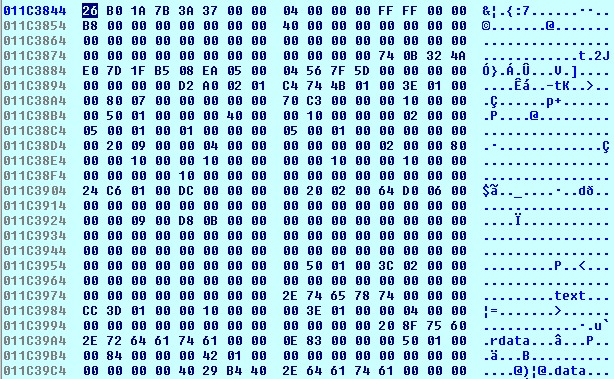 011C3844 26 B0 1A 7B 3A 37 00 00 04 00 00 00 FF FF 00 00 &¦.{:7......··..
011C3854 B8 00 00 00 00 00 00 00 40 00 00 00 00 00 00 00 ©.......@.......
011C3864 00 00 00 00 00 00 00 00 00 00 00 00 00 00 00 00 ................
011C3874 00 00 00 00 00 00 00 00 00 00 00 00 74 0B 32 4A ............t.2J
011C3884 E0 7D 1F B5 08 EA 05 00 04 56 7F 5D 00 00 00 00 Ó}.Á.Û...V.]....
011C3894 00 00 00 00 D2 A0 02 01 C4 74 4B 01 00 3E 01 00 ....Êá..–tK..>..
011C38A4 00 80 07 00 00 00 00 00 70 C3 00 00 00 10 00 00 .Ç......p+......
011C38B4 00 50 01 00 00 00 40 00 00 10 00 00 00 02 00 00 .P....@.........
011C38C4 05 00 01 00 01 00 00 00 05 00 01 00 00 00 00 00 ................
011C38D4 00 20 09 00 00 04 00 00 00 00 00 00 02 00 00 80 . .............Ç
011C38E4 00 00 10 00 00 10 00 00 00 00 10 00 00 10 00 00 ................
011C38F4 00 00 00 00 10 00 00 00 00 00 00 00 00 00 00 00 ................
011C3904 24 C6 01 00 DC 00 00 00 00 20 02 00 64 D0 06 00 $ã.._.... ..dð..
011C3914 00 00 00 00 00 00 00 00 00 00 00 00 00 00 00 00 ................
011C3924 00 00 09 00 D8 0B 00 00 00 00 00 00 00 00 00 00 ....Ï...........
011C3934 00 00 00 00 00 00 00 00 00 00 00 00 00 00 00 00 ................
011C3944 00 00 00 00 00 00 00 00 00 00 00 00 00 00 00 00 ................
011C3954 00 00 00 00 00 00 00 00 00 50 01 00 3C 02 00 00 .........P..<...
011C3964 00 00 00 00 00 00 00 00 00 00 00 00 00 00 00 00 ................
011C3974 00 00 00 00 00 00 00 00 2E 74 65 78 74 00 00 00 .........text...
011C3984 CC 3D 01 00 00 10 00 00 00 3E 01 00 00 04 00 00 ¦=.......>......
011C3994 00 00 00 00 00 00 00 00 00 00 00 00 20 8F 75 60 ............ .u`
011C39A4 2E 72 64 61 74 61 00 00 0E 83 00 00 00 50 01 00 .rdata...â...P..
011C39B4 00 84 00 00 00 42 01 00 00 00 00 00 00 00 00 00 .ä...B..........
011C39C4 00 00 00 00 40 29 B4 40 2E 64 61 74 61 00 00 00 ....@)¦@.data...